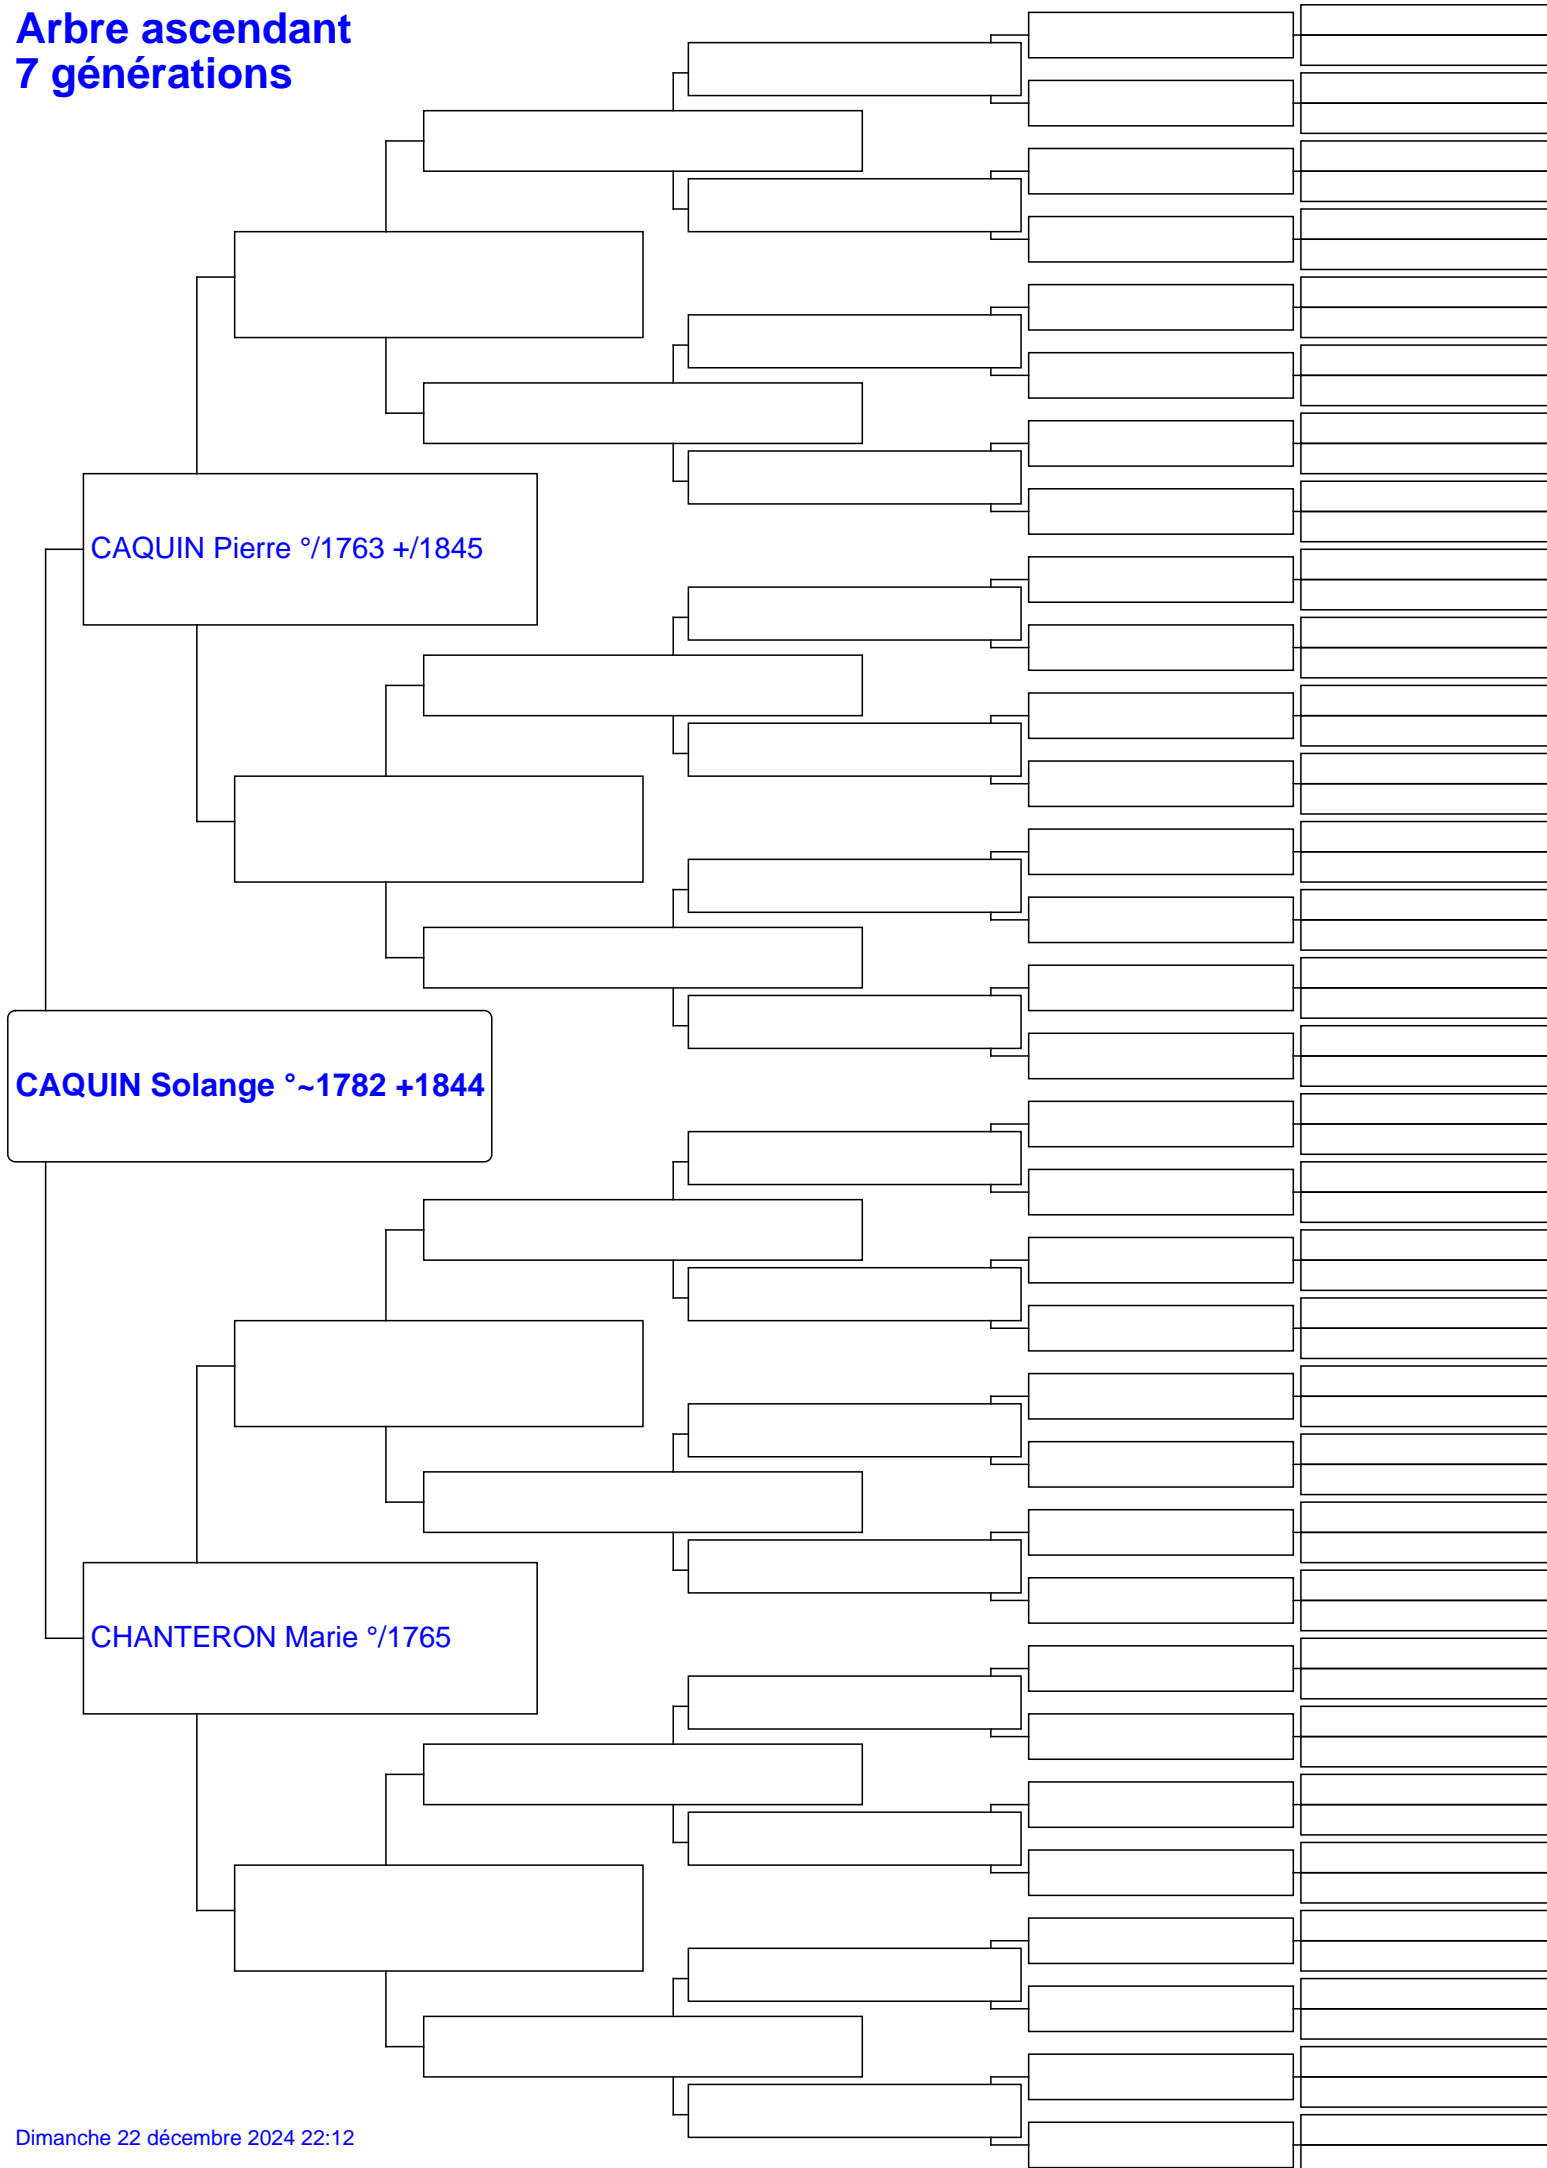 Arbre ascendant
7 générations
CAQUIN Pierre °/1763 +/1845
CAQUIN Solange °~1782 +1844
CHANTERON Marie °/1765
Dimanche 22 décembre 2024 22:12